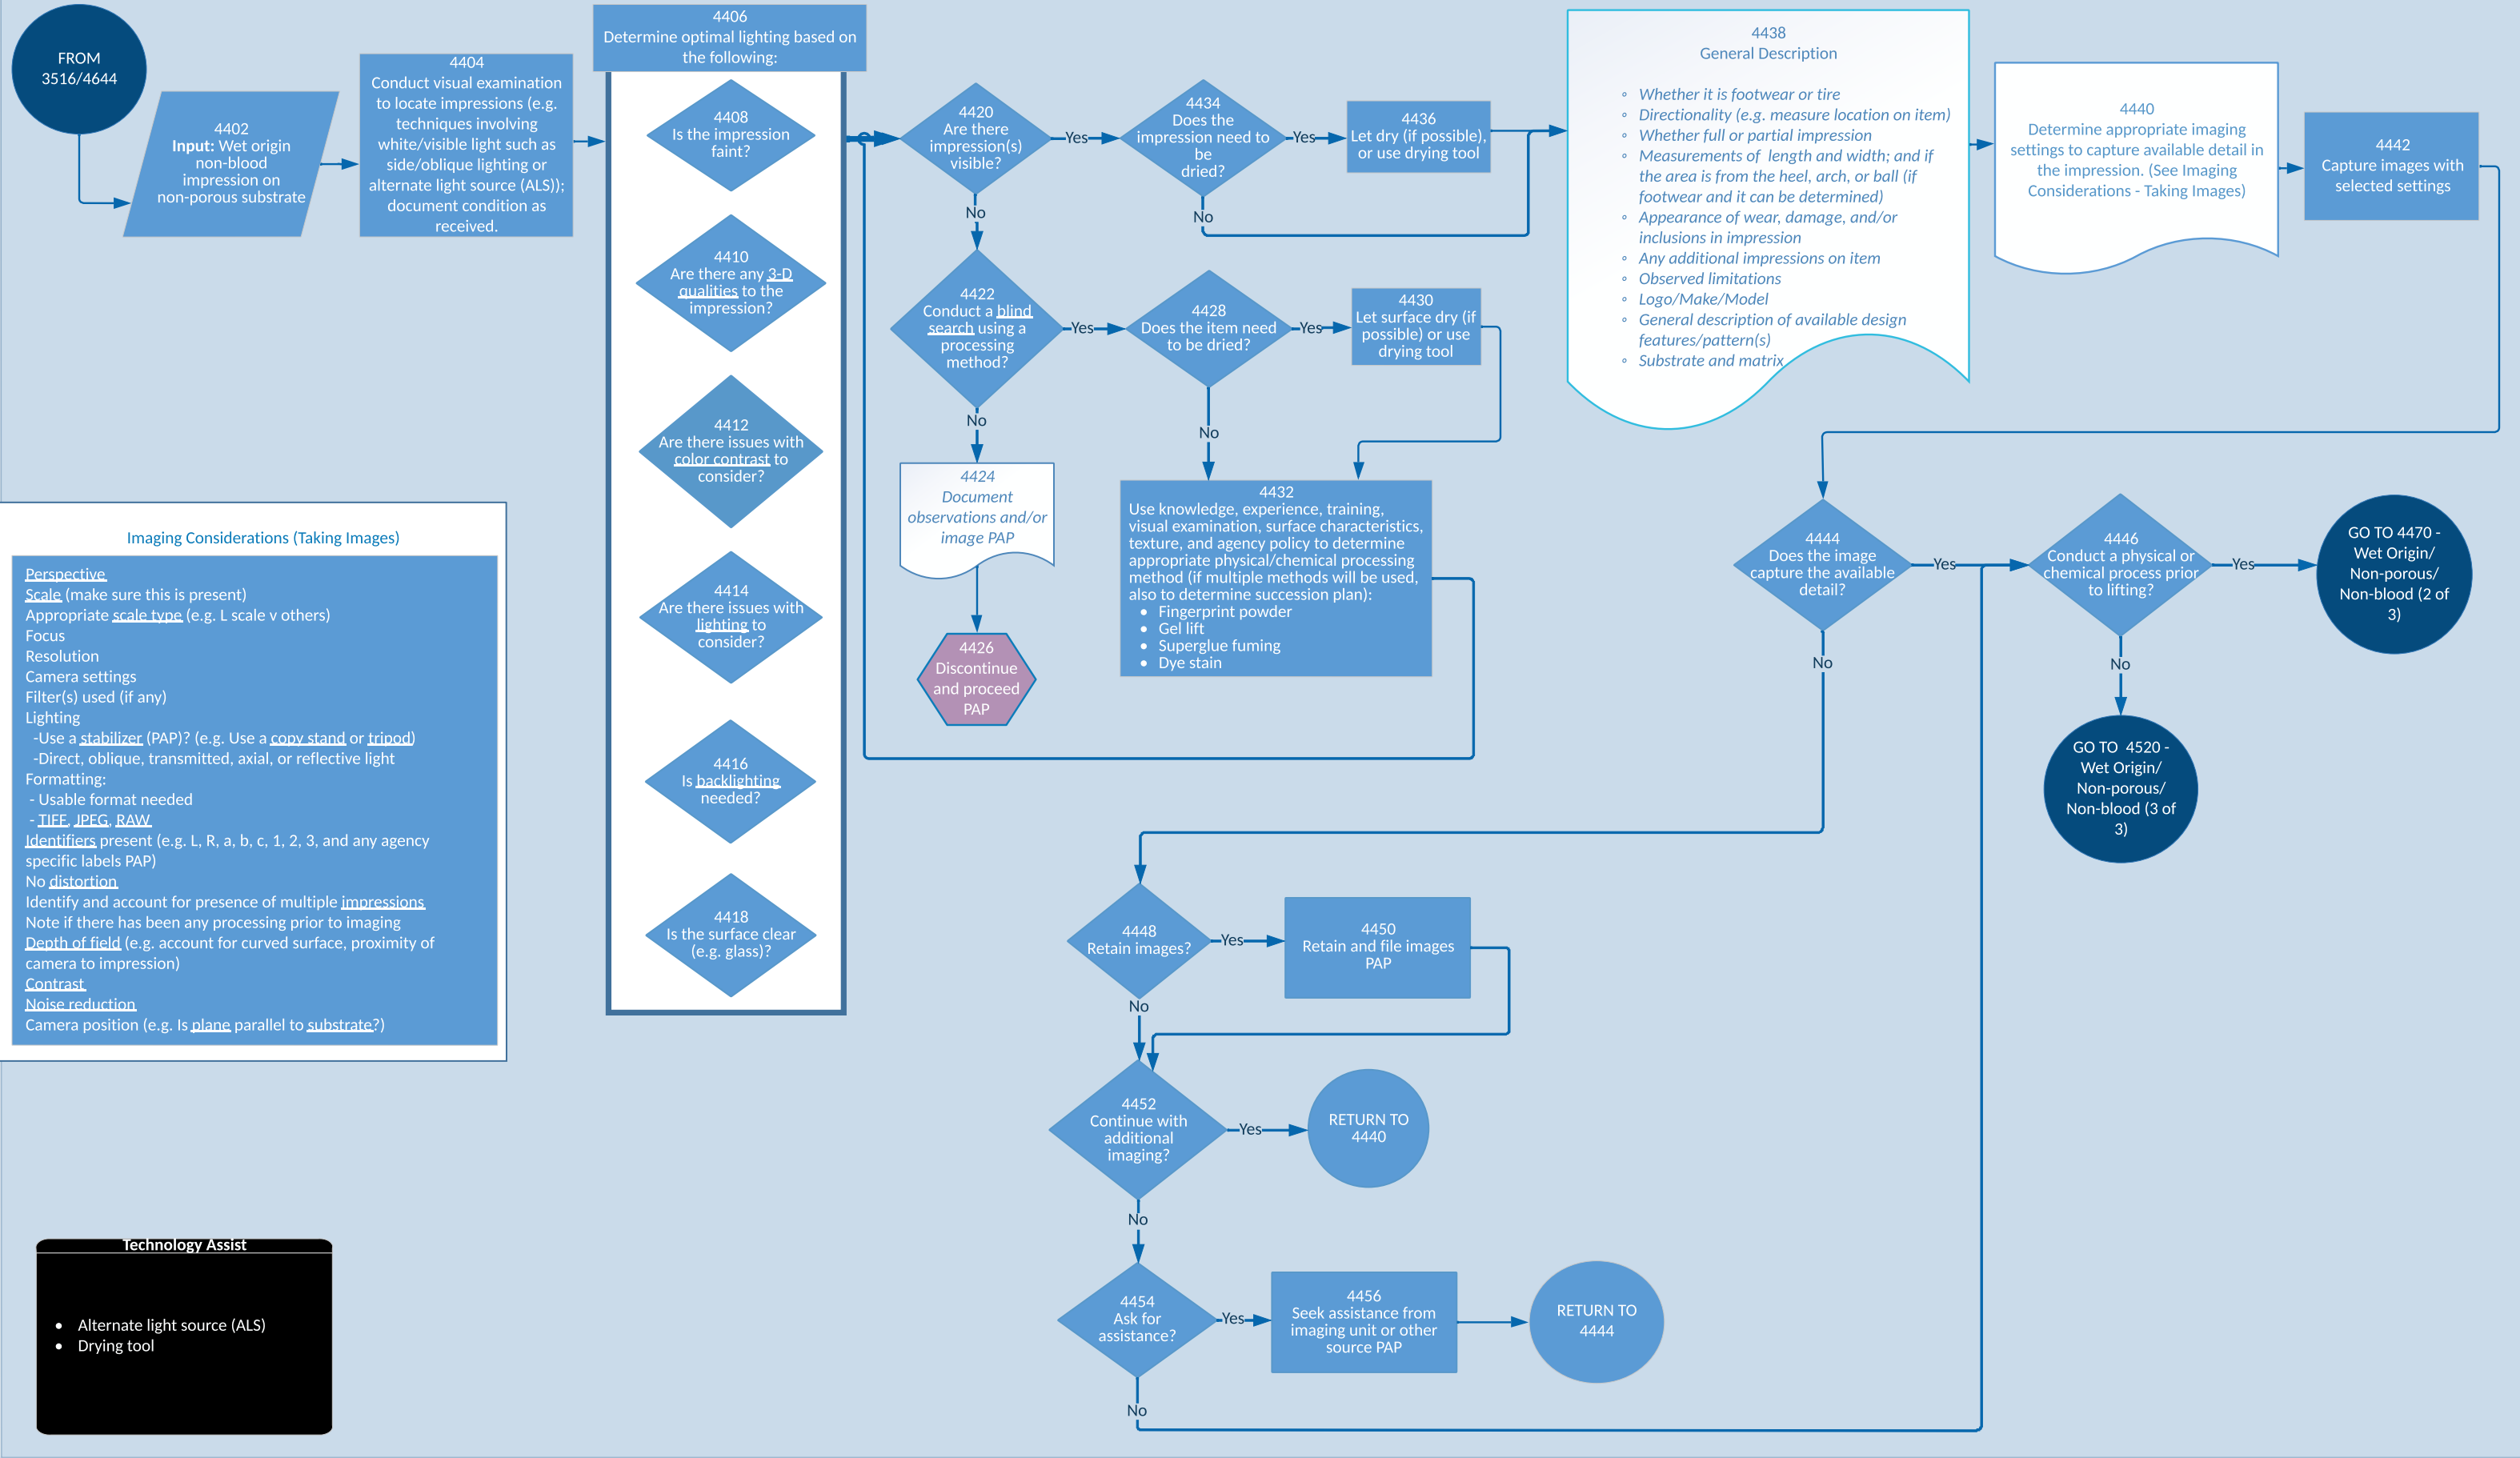 FROM
3516/4644
4402
Input: Wet origin
non-blood
impression on
non-porous substrate
4404
Conduct visual examination
to locate impressions (e.g.
techniques involving
white/visible light such as
side/oblique lighting or
alternate light source (ALS));
document condition as
received.
4406
Determine optimal lighting based on
the following:
4408
Is the impression
faint?
4410
Are there any 3-D
qualities to the
impression?
4412
Are there issues with
color contrast to
consider?
4414
Are there issues with
lighting to
consider?
4416
Is backlighting
needed?
4418
Is the surface clear
(e.g. glass)?
4420
Are there
impression(s)
visible?
Yes
No
4434
Does the
impression need to
be
dried?
Yes
No
4436
Let dry (if possible),
or use drying tool
4422
Conduct a blind
search using a
processing
method?
Yes
No
4428
Does the item need
to be dried?
Yes
No
4430
Let surface dry (if
possible) or use
drying tool
4424
Document
observations and/or
image PAP
4426
Discontinue
and proceed
PAP
4432
Use knowledge, experience, training,
visual examination, surface characteristics,
texture, and agency policy to determine
appropriate physical/chemical processing
method (if multiple methods will be used,
also to determine succession plan):
• Fingerprint powder
• Gel lift
• Superglue fuming
• Dye stain
4438
General Description
◦ Whether it is footwear or tire
◦ Directionality (e.g. measure location on item)
◦ Whether full or partial impression
◦ Measurements of length and width; and if
the area is from the heel, arch, or ball (if
footwear and it can be determined)
◦ Appearance of wear, damage, and/or
inclusions in impression
◦ Any additional impressions on item
◦ Observed limitations
◦ Logo/Make/Model
◦ General description of available design
features/pattern(s)
◦ Substrate and matrix
4440
Determine appropriate imaging
settings to capture available detail in
the impression. (See Imaging
Considerations - Taking Images)
4442
Capture images with
selected settings
4444
Does the image
capture the available
detail?
Yes
No
4446
Conduct a physical or
chemical process prior
to lifting?
Yes
No
GO TO 4470 -
Wet Origin/
Non-porous/
Non-blood (2 of
3)
GO TO 4520 -
Wet Origin/
Non-porous/
Non-blood (3 of
3)
4448
Retain images?
Yes
No
4450
Retain and file images
PAP
4452
Continue with
additional
imaging?
Yes
No
RETURN TO
4440
4454
Ask for
assistance?
Yes
No
4456
Seek assistance from
imaging unit or other
source PAP
RETURN TO
4444
Imaging Considerations (Taking Images)
Perspective
Scale (make sure this is present)
Appropriate scale type (e.g. L scale v others)
Focus
Resolution
Camera settings
Filter(s) used (if any)
Lighting
-Use a stabilizer (PAP)? (e.g. Use a copy stand or tripod)
-Direct, oblique, transmitted, axial, or reflective light
Formatting:
- Usable format needed
- TIFF, JPEG, RAW
Identifiers present (e.g. L, R, a, b, c, 1, 2, 3, and any agency
specific labels PAP)
No distortion
Identify and account for presence of multiple impressions
Note if there has been any processing prior to imaging
Depth of field (e.g. account for curved surface, proximity of
camera to impression)
Contrast
Noise reduction
Camera position (e.g. Is plane parallel to substrate?)
Technology Assist
• Alternate light source (ALS)
• Drying tool